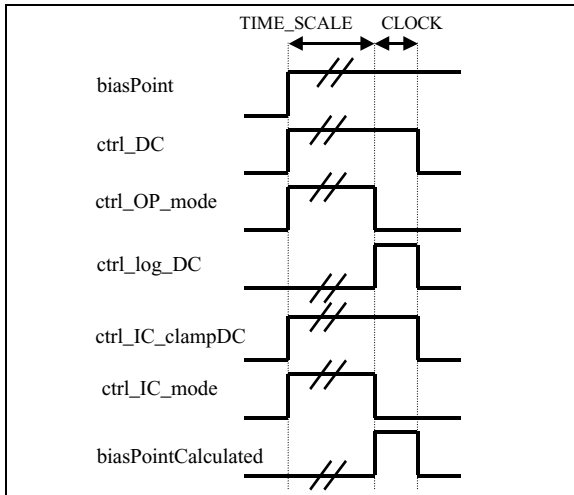 TIME_SCALE CLOCK
biasPoint
ctrl_DC
ctrl_OP_mode
ctrl_log_DC
ctrl_IC_clampDC
ctrl_IC_mode
biasPointCalculated